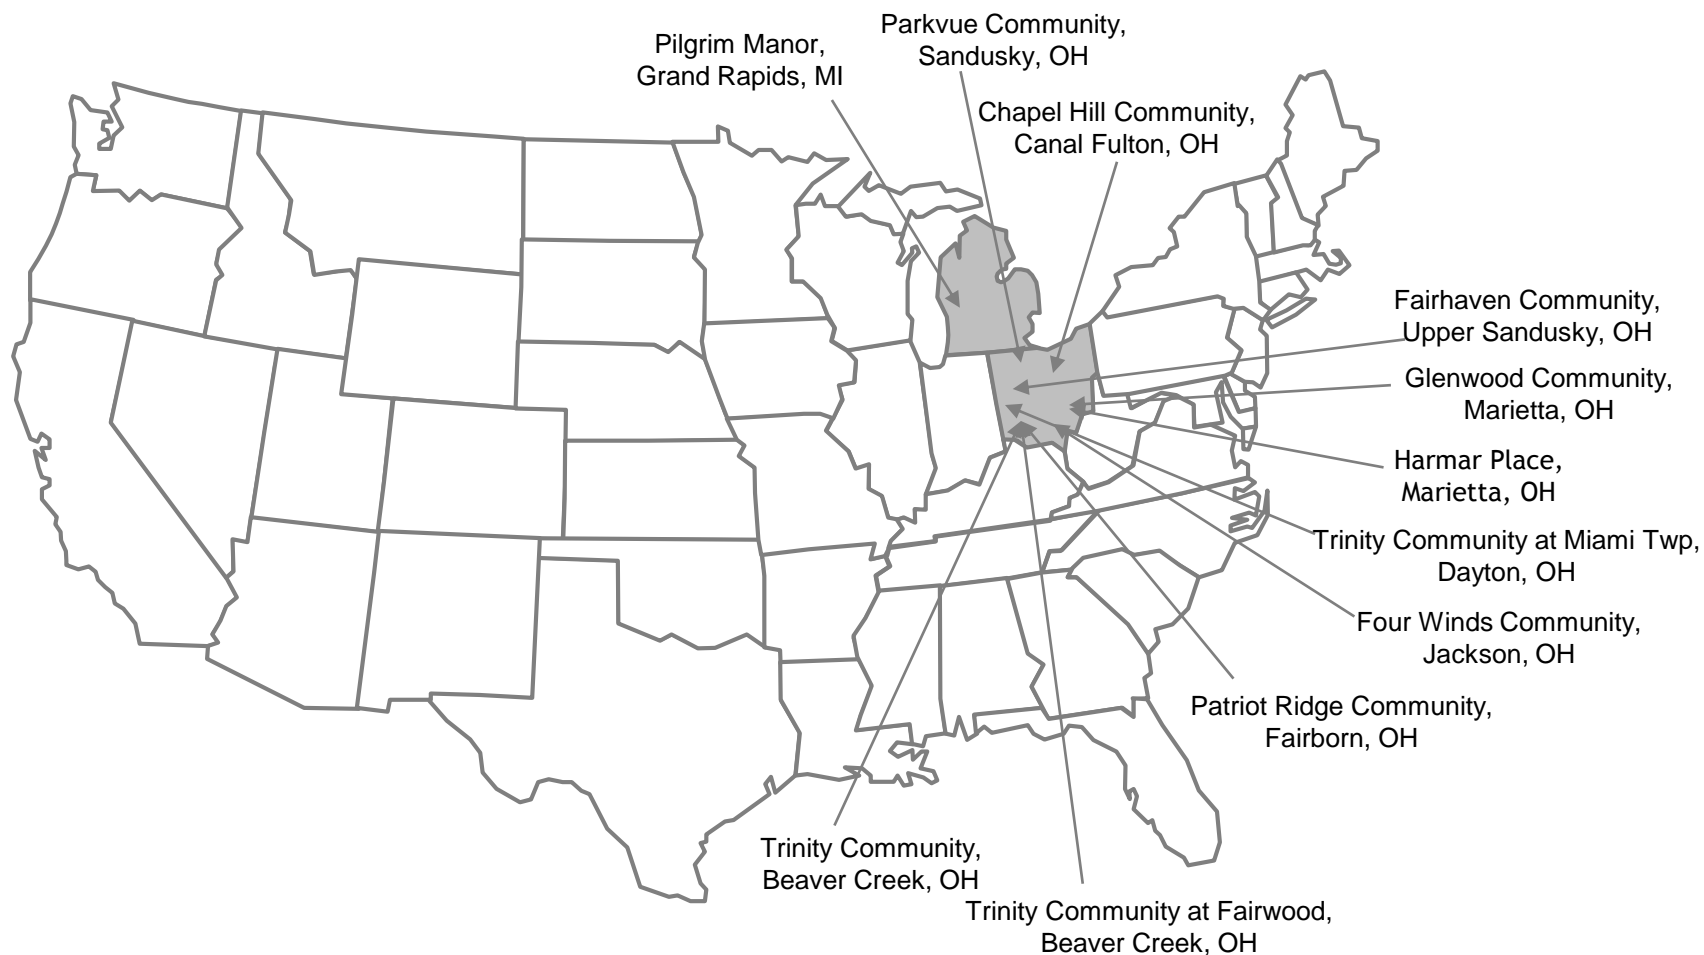 Parkvue Community,
Sandusky, OH
Pilgrim Manor,
Grand Rapids, MI
Chapel Hill Community,
Canal Fulton, OH
Fairhaven Community,
Upper Sandusky, OH
Glenwood Community,
Marietta, OH
Harmar Place,
Marietta, OH
Trinity Community at Miami Twp,
Dayton, OH
Four Winds Community,
Jackson, OH
Patriot Ridge Community,
Fairborn, OH
Trinity Community,
Beaver Creek, OH
Trinity Community at Fairwood,
Beaver Creek, OH